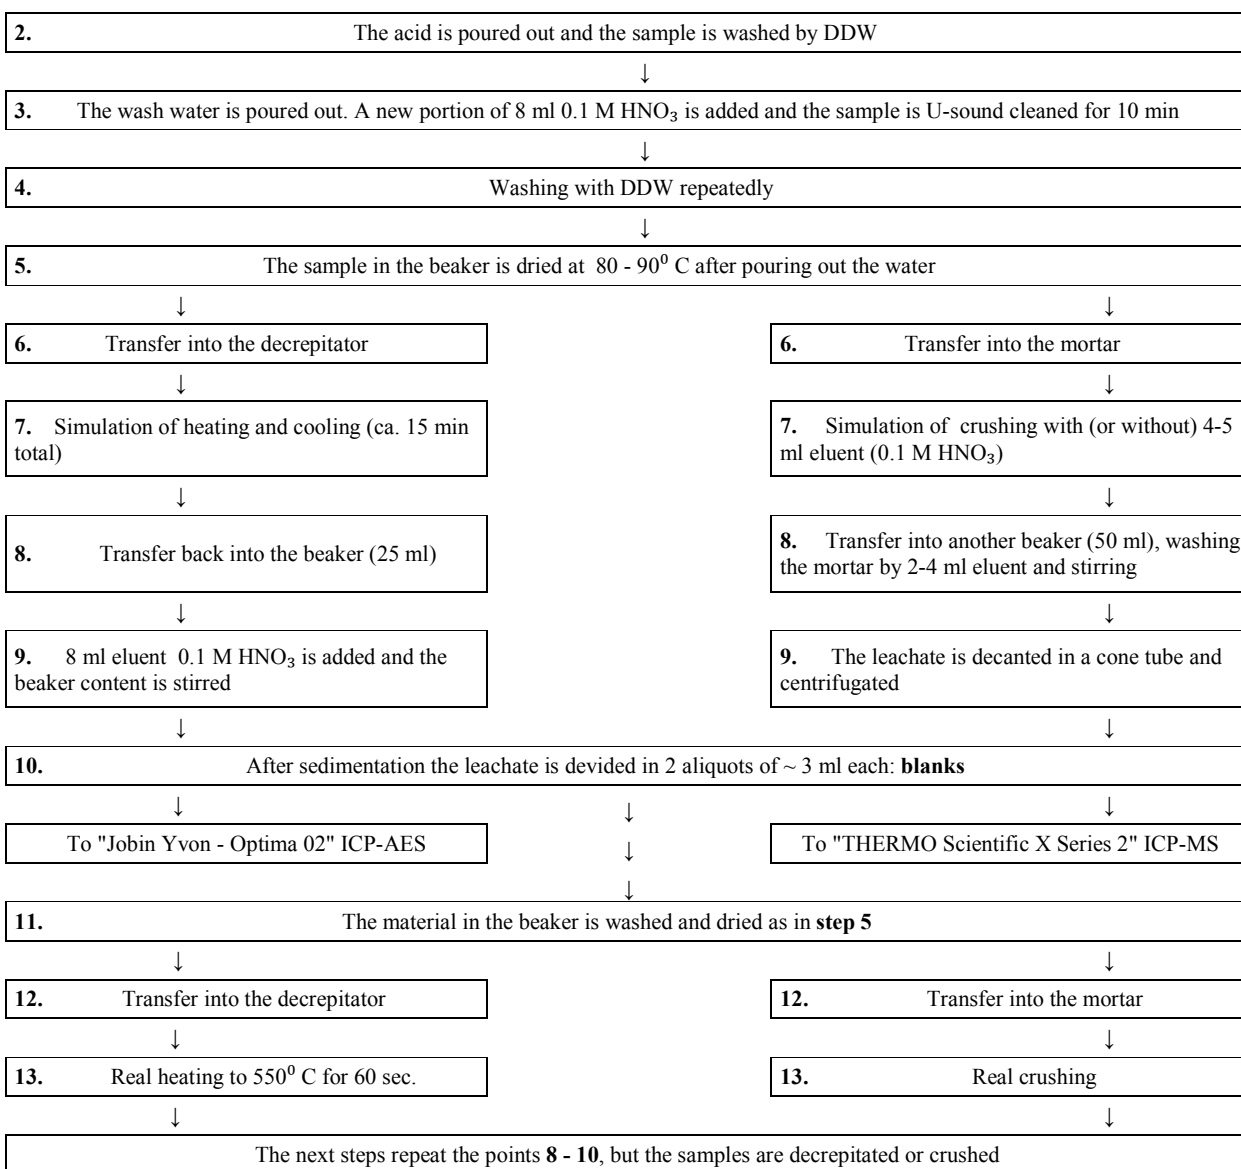 2. The acid is poured out and the sample is washed by DDW
↓
3. The wash water is poured out. A new portion of 8 ml 0.1 M HNO₃ is added and the sample is U-sound cleaned for 10 min
↓
4. Washing with DDW repeatedly
↓
5. The sample in the beaker is dried at 80 - 90⁰ C after pouring out the water
↓ ↓
6. Transfer into the decrepitator
6. Transfer into the mortar
↓ ↓
7. Simulation of heating and cooling (ca. 15 min
total)
7. Simulation of crushing with (or without) 4-5
ml eluent (0.1 M HNO₃)
↓ ↓
8. Transfer back into the beaker (25 ml)
8. Transfer into another beaker (50 ml), washing
the mortar by 2-4 ml eluent and stirring
↓ ↓
9. 8 ml eluent 0.1 M HNO₃ is added and the
beaker content is stirred
9. The leachate is decanted in a cone tube and
centrifugated
↓ ↓
10. After sedimentation the leachate is devided in 2 aliquots of ~ 3 ml each: blanks
↓ ↓ ↓
To "Jobin Yvon - Optima 02" ICP-AES
↓
To "THERMO Scientific X Series 2" ICP-MS
↓
11. The material in the beaker is washed and dried as in step 5
↓ ↓
12. Transfer into the decrepitator
12. Transfer into the mortar
↓ ↓
13. Real heating to 550⁰ C for 60 sec.
13. Real crushing
↓ ↓
The next steps repeat the points 8 - 10, but the samples are decrepitated or crushed